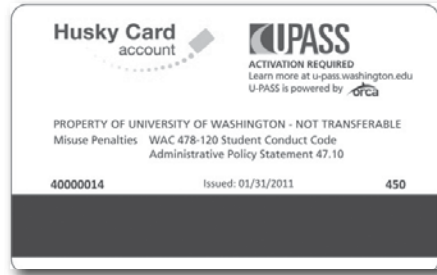 Husky Card
account
UPASS
ACTIVATION REQUIRED
Learn more at u-pass.washington.edu
U-PASS is powered by orca
PROPERTY OF UNIVERSITY OF WASHINGTON - NOT TRANSFERABLE
Misuse Penalties WAC 478-120 Student Conduct Code
Administrative Policy Statement 47.10
40000014 Issued: 01/31/2011 450